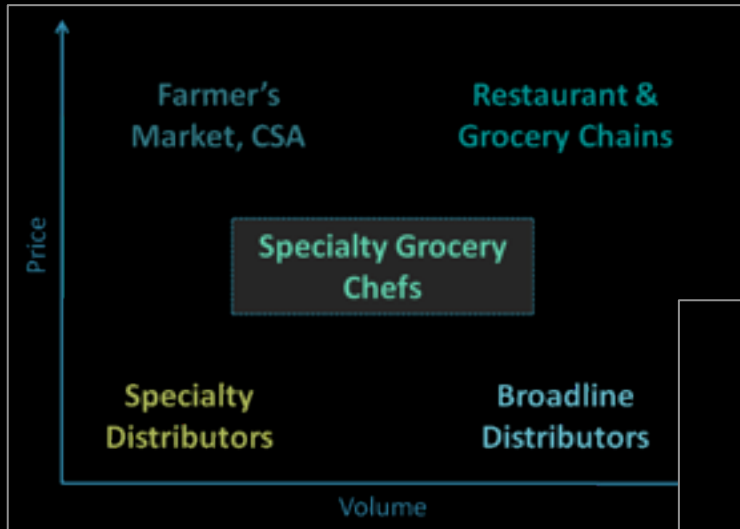 Farmer's
Market, CSA
Restaurant &
Grocery Chains
Price
Specialty Grocery
Chefs
Specialty
Distributors
Broadline
Distributors
Volume